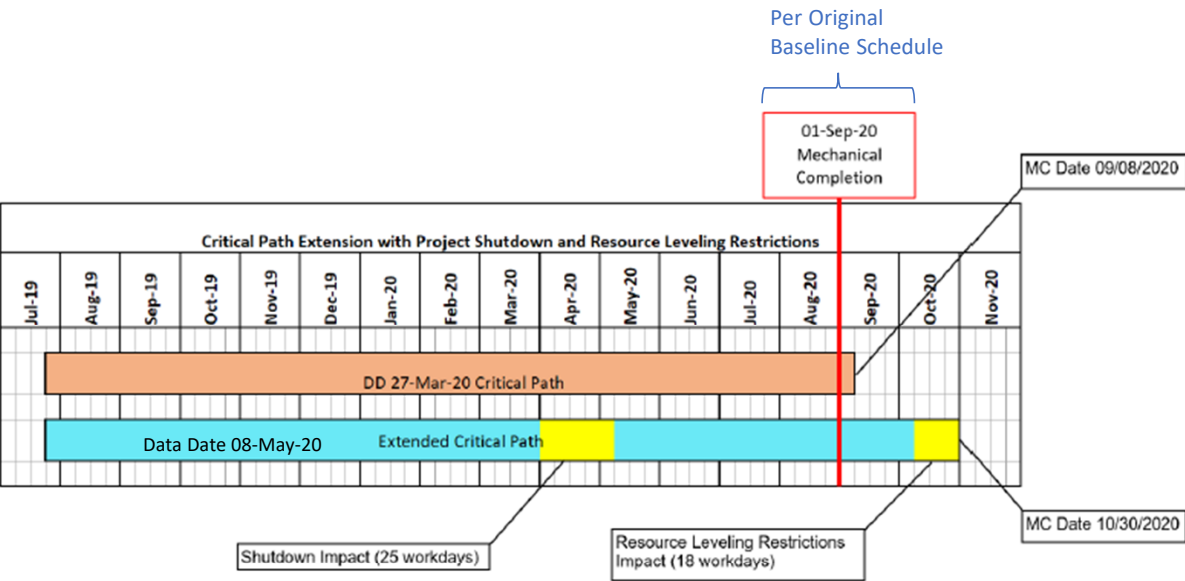 Per Original
Baseline Schedule
01-Sep-20
Mechanical
Completion
MC Date 09/08/2020
Critical Path Extension with Project Shutdown and Resource Leveling Restrictions
Jul-19
Aug-19
Sep-19
Oct-19
Nov-19
Dec-19
Jan-20
Feb-20
Mar-20
Apr-20
May-20
Jun-20
Jul-20
Aug-20
Sep-20
Oct-20
Nov-20
DD 27-Mar-20 Critical Path
Data Date 08-May-20
Extended Critical Path
MC Date 10/30/2020
Shutdown Impact (25 workdays)
Resource Leveling Restrictions
Impact (18 workdays)